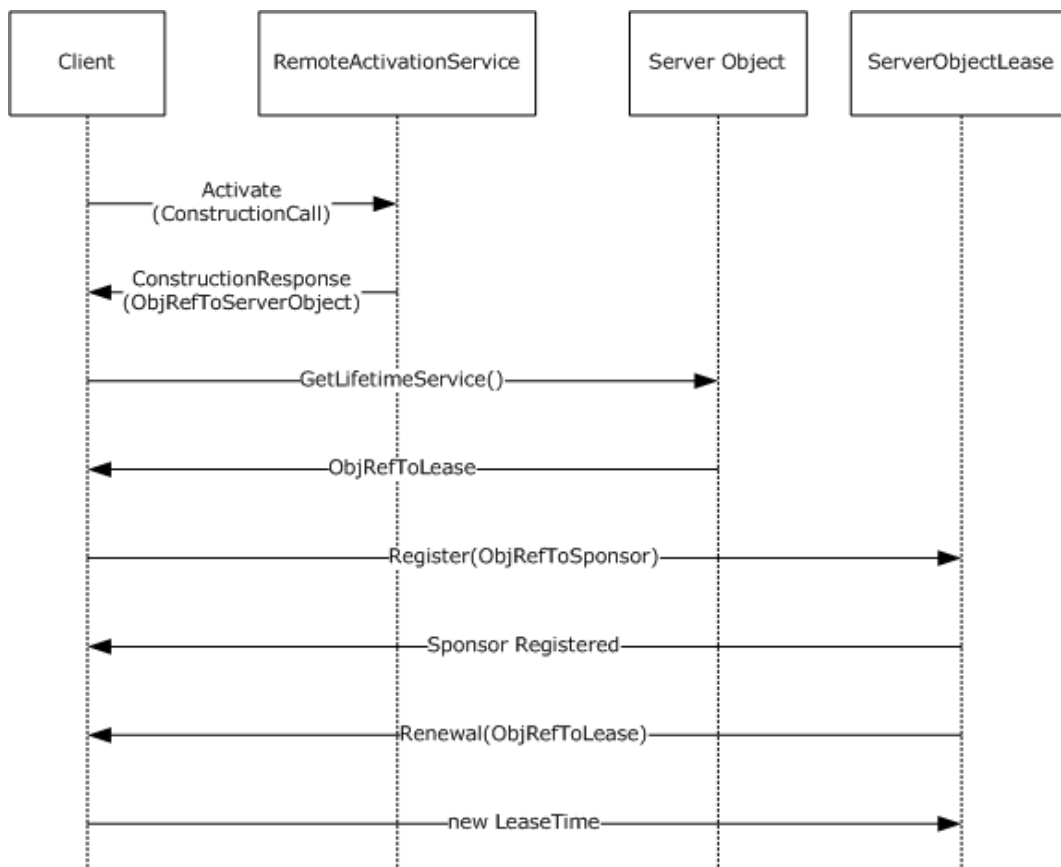 Client
RemoteActivationService
Server Object
ServerObjectLease
Activate
(ConstructionCall)
ConstructionResponse
(ObjRefToServerObject)
GetLifetimeService()
ObjRefToLease
Register(ObjRefToSponsor)
Sponsor Registered
Renewal(ObjRefToLease)
new LeaseTime